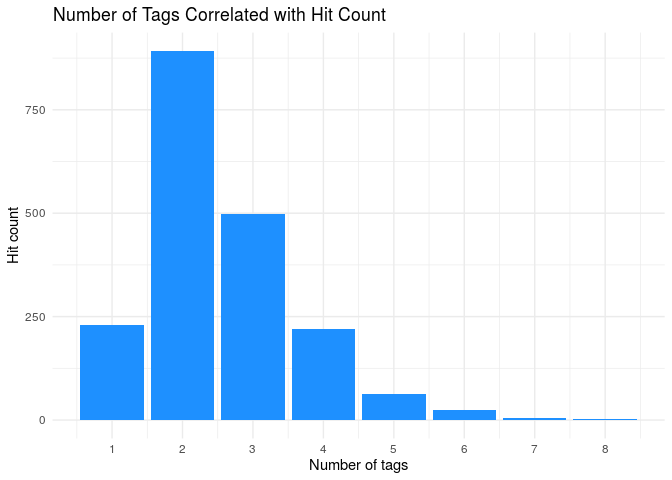 Number of Tags Correlated with Hit Count
Hit count
750
500
250
0
1 2 3 4 5 6 7 8
Number of tags